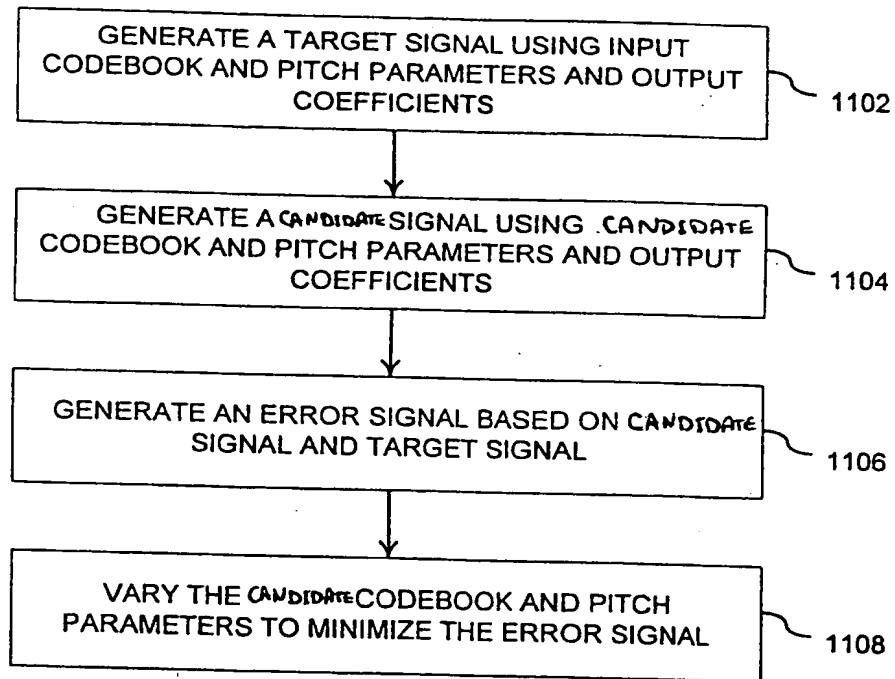 GENERATE A TARGET SIGNAL USING INPUT
CODEBOOK AND PITCH PARAMETERS AND OUTPUT
COEFFICIENTS
1102
GENERATE A CANDIDATE SIGNAL USING CANDIDATE
CODEBOOK AND PITCH PARAMETERS AND OUTPUT
COEFFICIENTS
1104
GENERATE AN ERROR SIGNAL BASED ON CANDIDATE
SIGNAL AND TARGET SIGNAL
1106
VARY THE CANDIDATE CODEBOOK AND PITCH
PARAMETERS TO MINIMIZE THE ERROR SIGNAL
1108